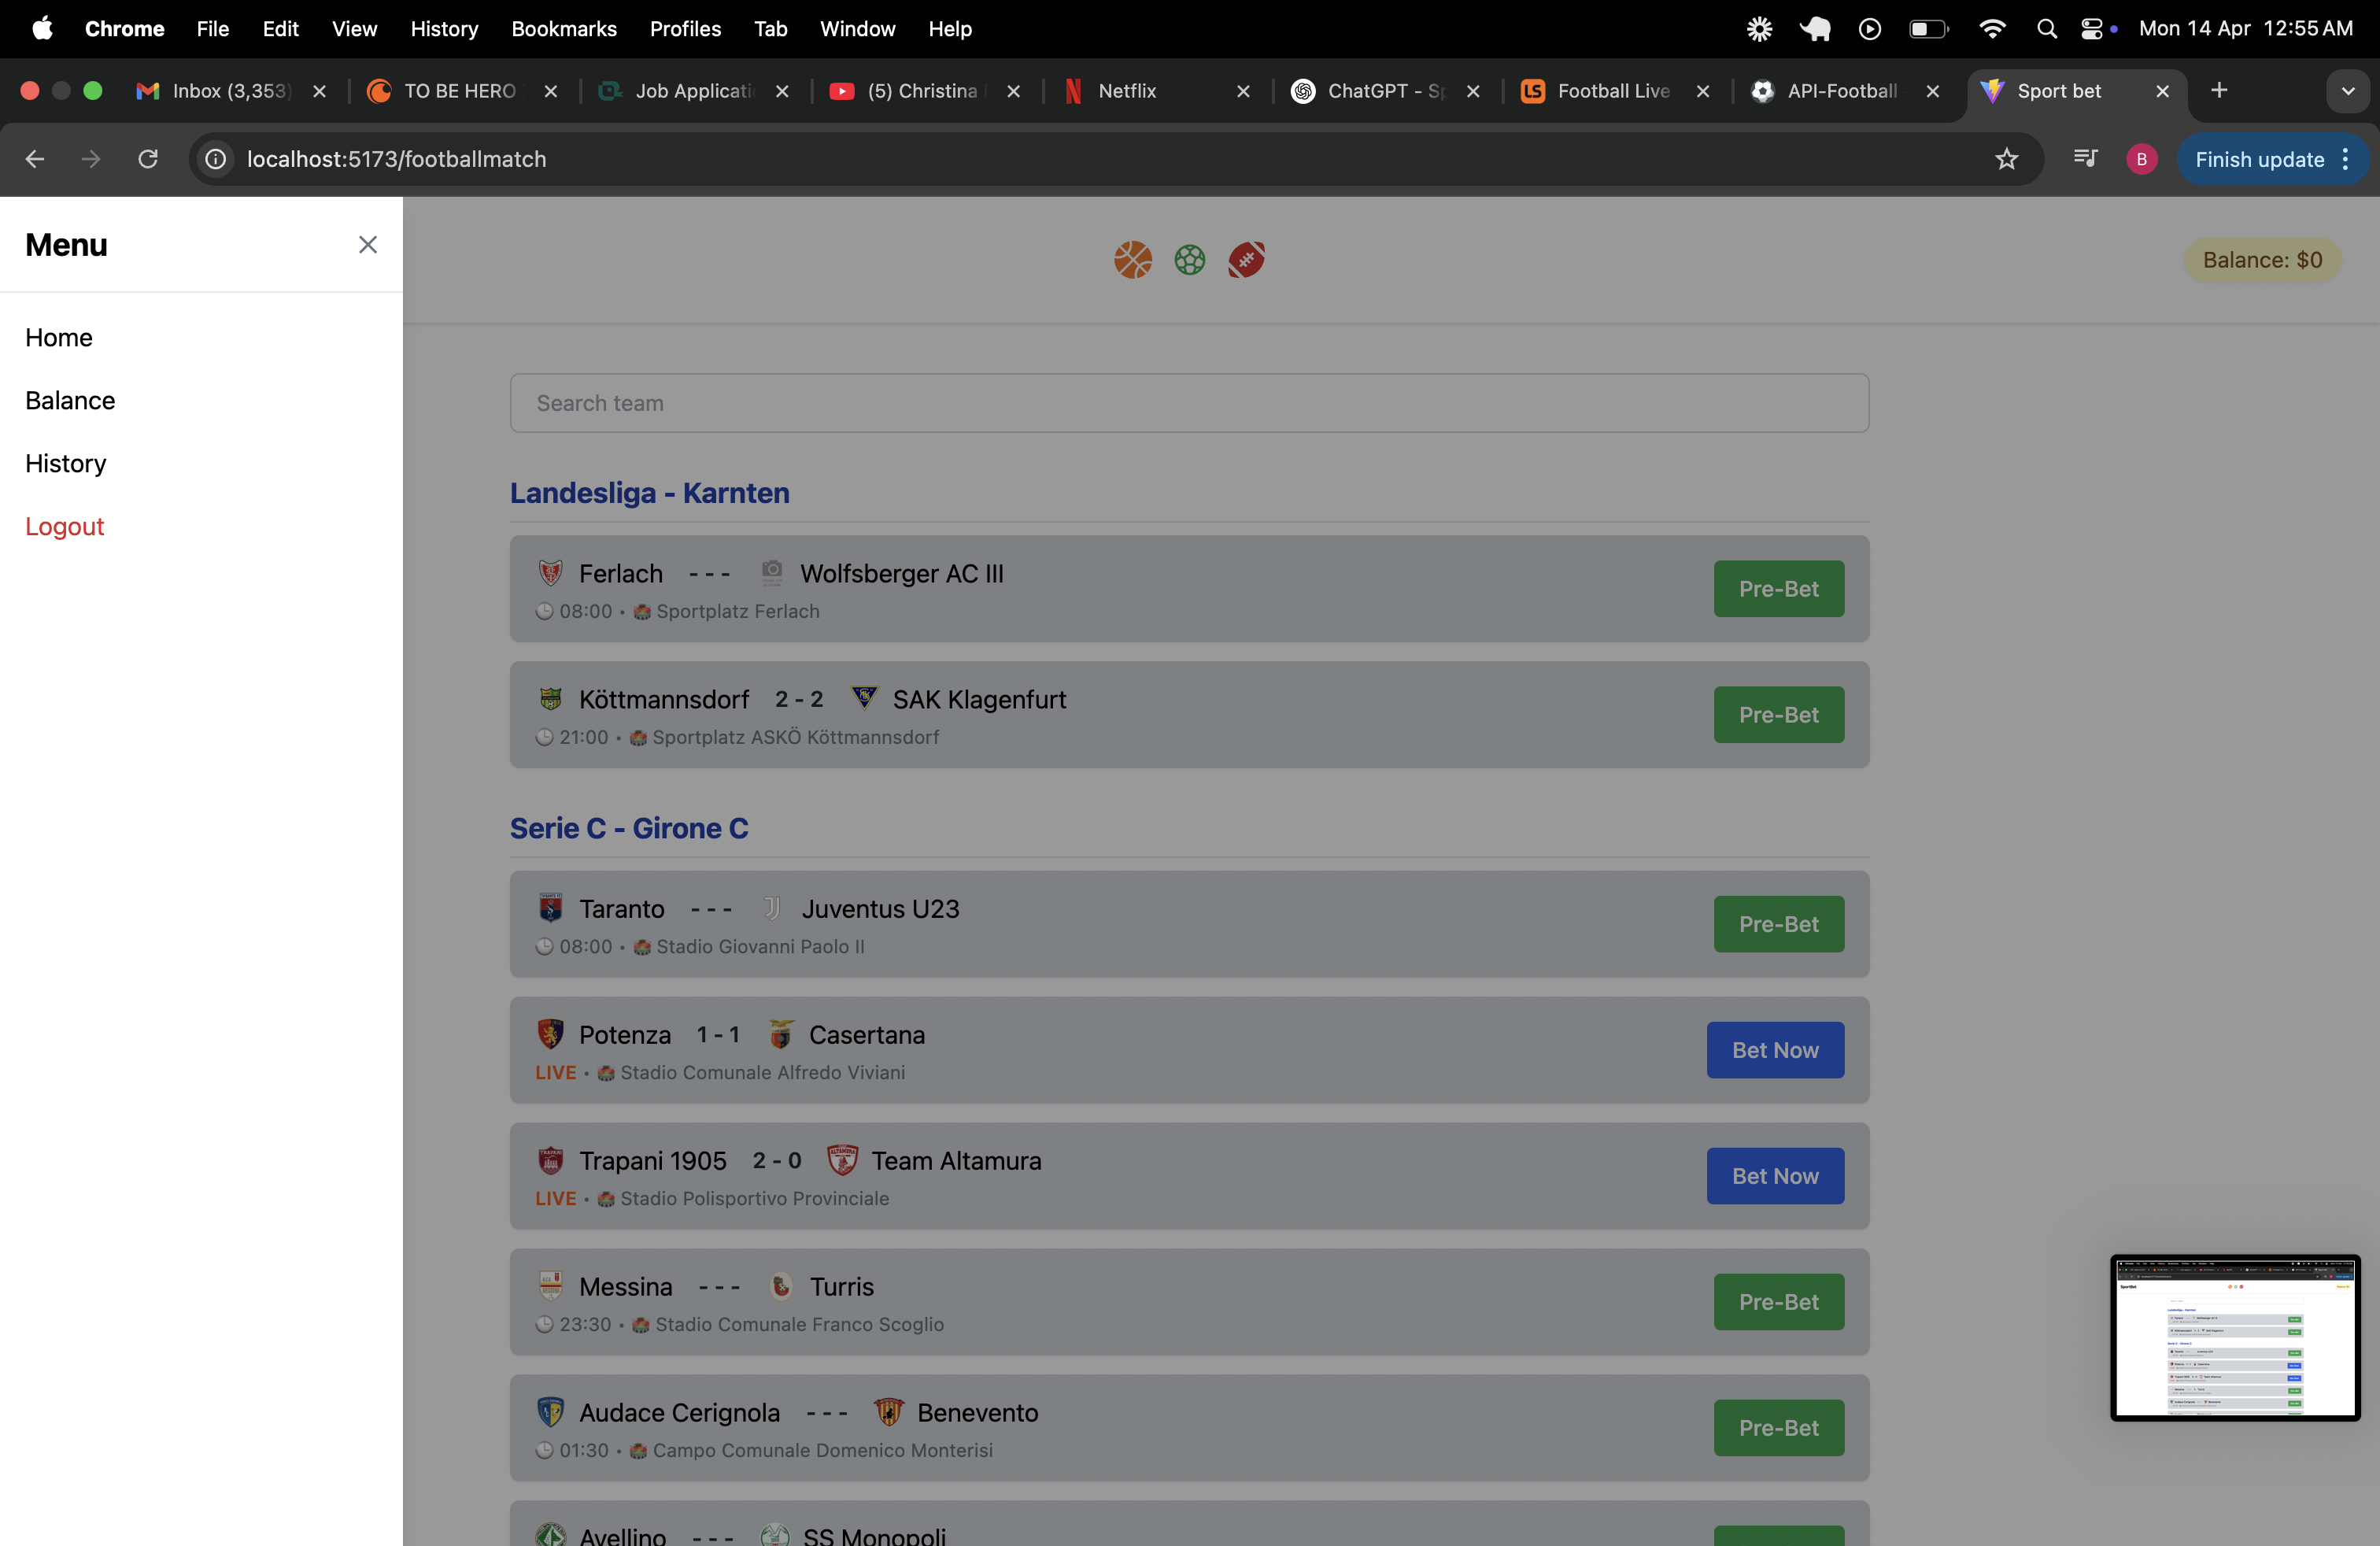 Chrome File Edit View History Bookmarks Profiles Tab Window Help Mon 14 Apr 12:55 AM
Inbox (3,353) TO BE HERO Job Applicati (5) Christina Netflix ChatGPT - Sp Football Live API-Football Sport bet
localhost:5173/footballmatch B Finish update
Menu
Home
Balance
History
Logout
Balance: $0
Search team
Landesliga - Karnten
Ferlach - - - Wolfsberger AC III
08:00 • Sportplatz Ferlach
Pre-Bet
Köttmannsdorf 2 - 2 SAK Klagenfurt
21:00 • Sportplatz ASKÖ Köttmannsdorf
Pre-Bet
Serie C - Girone C
Taranto - - - Juventus U23
08:00 • Stadio Giovanni Paolo II
Pre-Bet
Potenza 1 - 1 Casertana
LIVE • Stadio Comunale Alfredo Viviani
Bet Now
Trapani 1905 2 - 0 Team Altamura
LIVE • Stadio Polisportivo Provinciale
Bet Now
Messina - - - Turris
23:30 • Stadio Comunale Franco Scoglio
Pre-Bet
Audace Cerignola - - - Benevento
01:30 • Campo Comunale Domenico Monterisi
Pre-Bet
Avellino - - - SS Monopoli